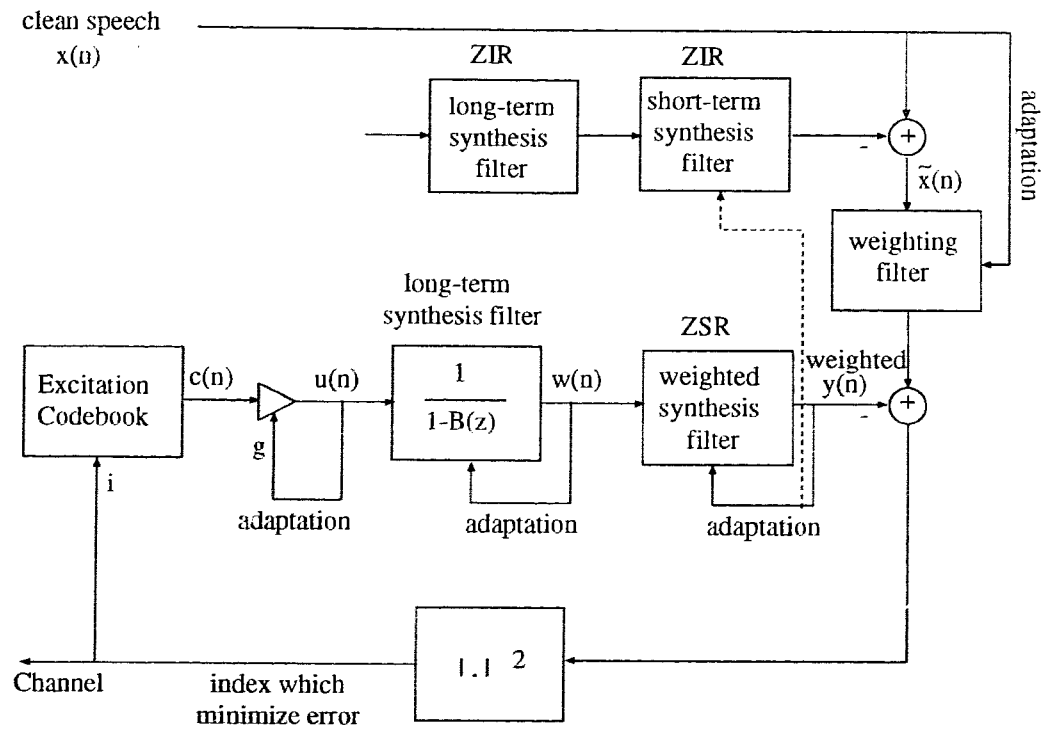 clean speech
x(n)
ZIR
ZIR
long-term
synthesis
filter
short-term
synthesis
filter
+
-
x̃(n)
adaptation
weighting
filter
long-term
synthesis filter
ZSR
Excitation
Codebook
c(n)
u(n)
g
1
1-B(z)
w(n)
weighted
synthesis
filter
weighted
y(n)
+
-
i
adaptation
adaptation
adaptation
|.| 2
Channel
index which
minimize error